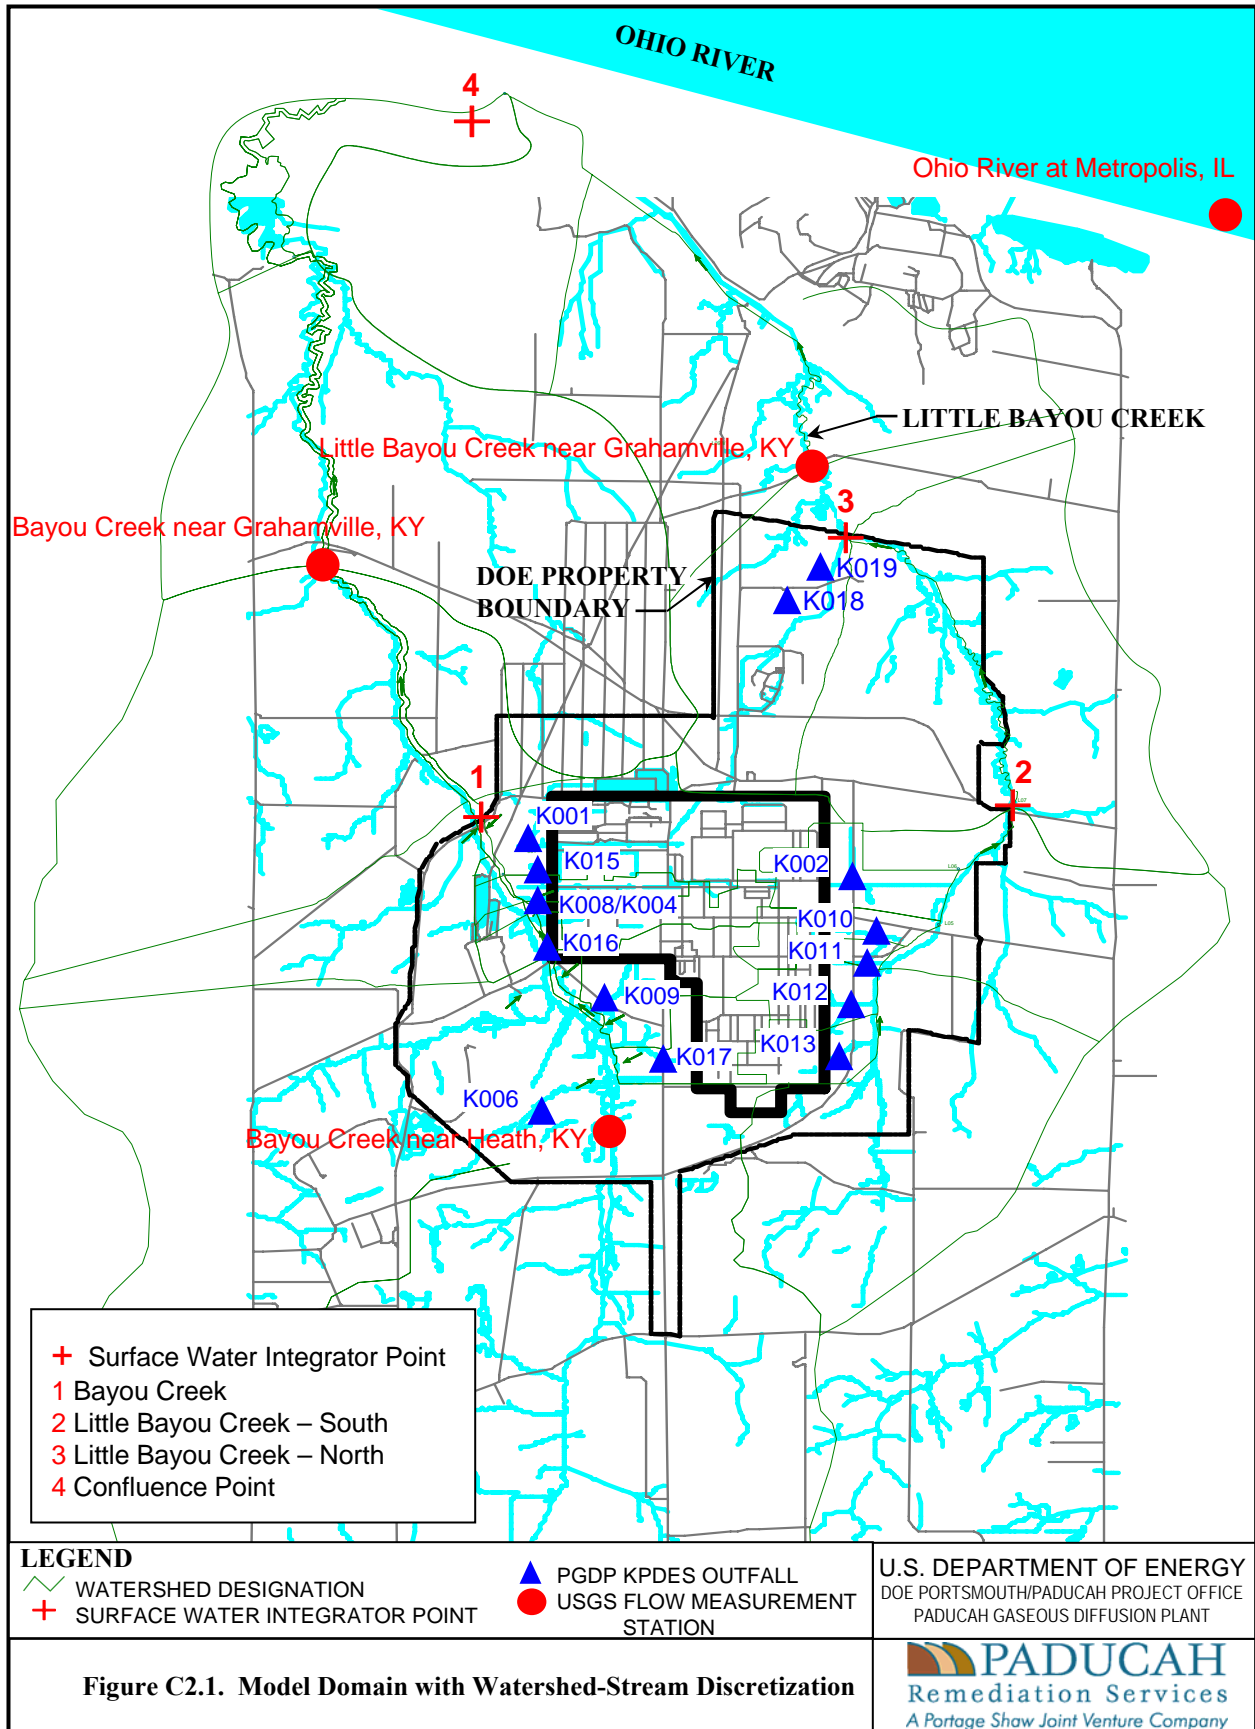 OHIO RIVER
4
Ohio River at Metropolis, IL
LITTLE BAYOU CREEK
Little Bayou Creek near Grahamville, KY
3
Bayou Creek near Grahamville, KY
DOE PROPERTY
BOUNDARY
K019
K018
1
2
L07
K001
K015
K002
L06
K008/K004
K010
L05
K016
K011
K009
K012
K017
K013
K006
Bayou Creek near Heath, KY
Surface Water Integrator Point
1 Bayou Creek
2 Little Bayou Creek – South
3 Little Bayou Creek – North
4 Confluence Point
LEGEND
WATERSHED DESIGNATION
SURFACE WATER INTEGRATOR POINT
PGDP KPDES OUTFALL
USGS FLOW MEASUREMENT
STATION
U.S. DEPARTMENT OF ENERGY
DOE PORTSMOUTH/PADUCAH PROJECT OFFICE
PADUCAH GASEOUS DIFFUSION PLANT
Figure C2.1. Model Domain with Watershed-Stream Discretization
PADUCAH
Remediation Services
A Portage Shaw Joint Venture Company